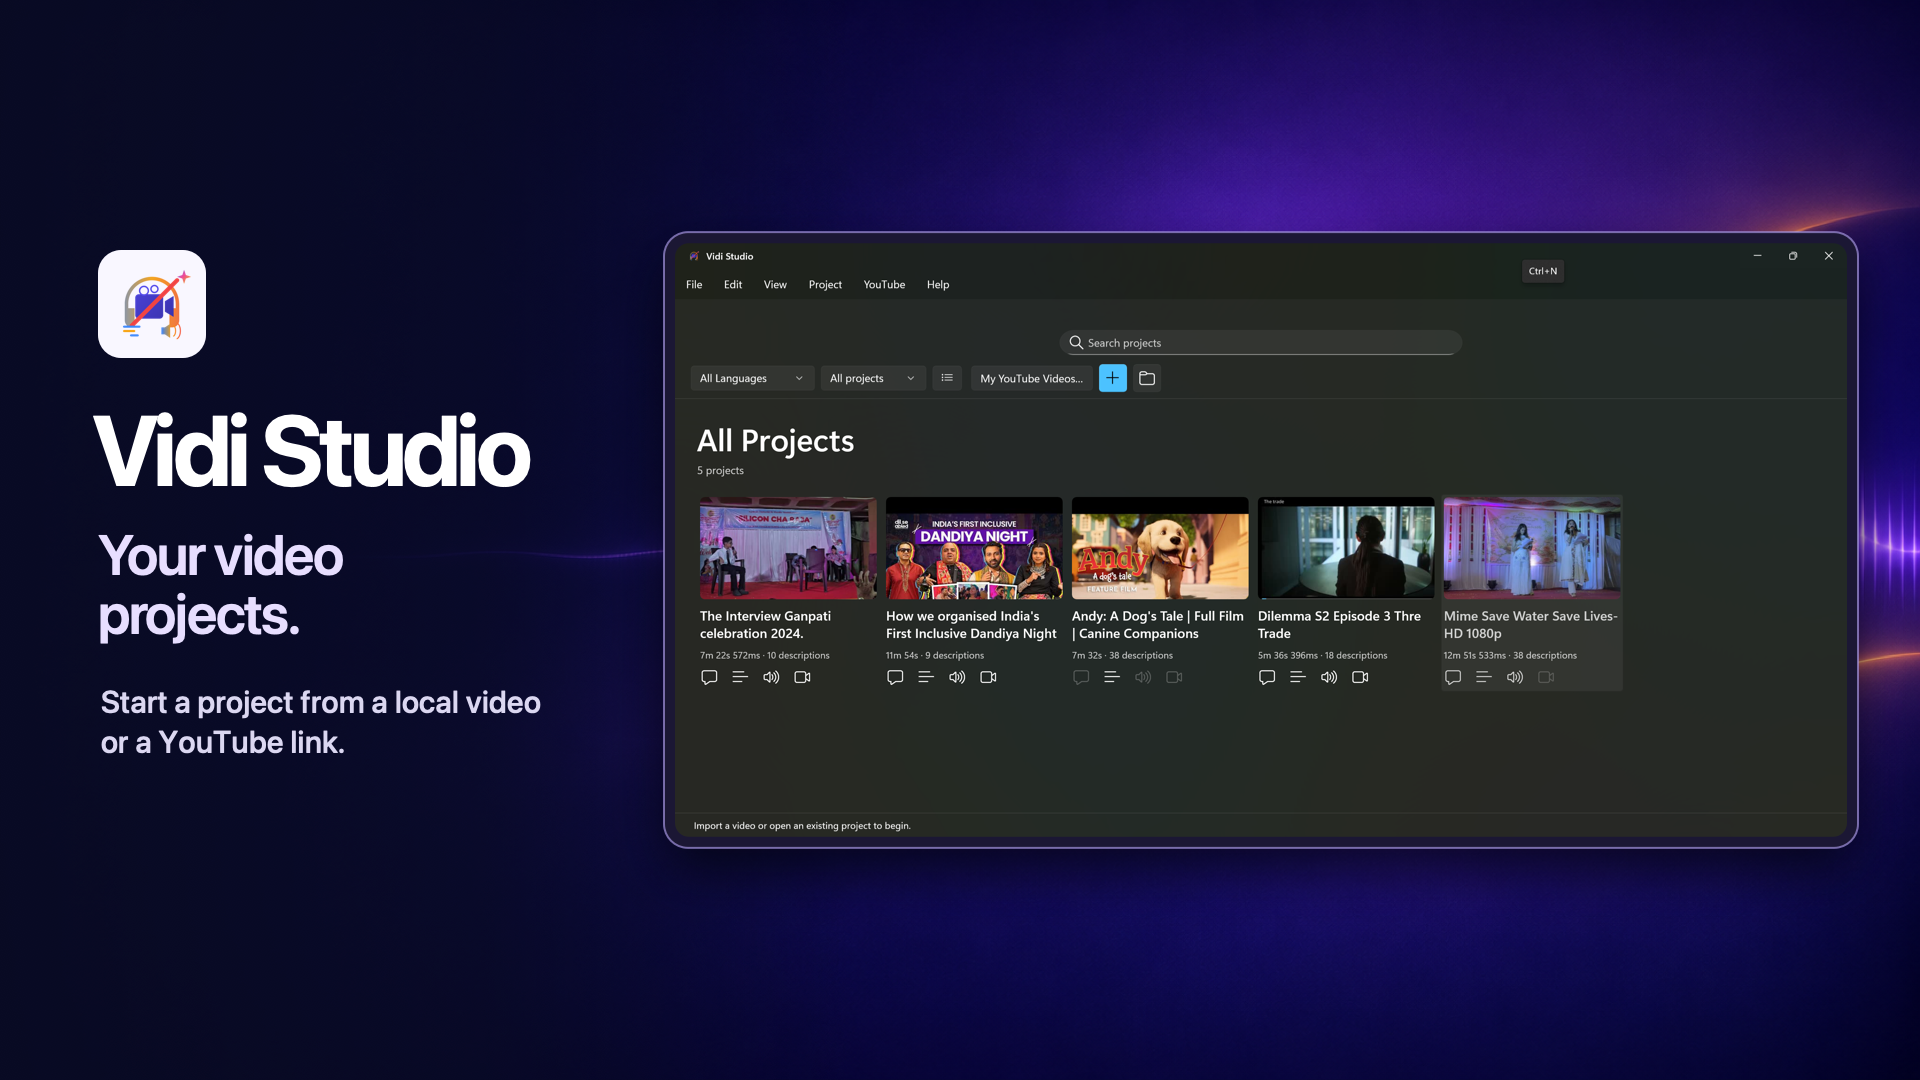 Vidi Studio
Your video
projects.
Start a project from a local video
or a YouTube link.
Vidi Studio
File Edit View Project YouTube Help
Ctrl+N
Search projects
All Languages All projects My YouTube Videos...
All Projects
5 projects
INDIA'S FIRST INCLUSIVE
DANDIYA NIGHT
Andy
A dog's tale
FEATURE FILM
The trade
The Interview Ganpati
celebration 2024.
7m 22s 572ms · 10 descriptions
How we organised India's
First Inclusive Dandiya Night
11m 54s · 9 descriptions
Andy: A Dog's Tale | Full Film
| Canine Companions
7m 32s · 38 descriptions
Dilemma S2 Episode 3 Thre
Trade
5m 36s 396ms · 18 descriptions
Mime Save Water Save Lives-
HD 1080p
12m 51s 533ms · 38 descriptions
Import a video or open an existing project to begin.